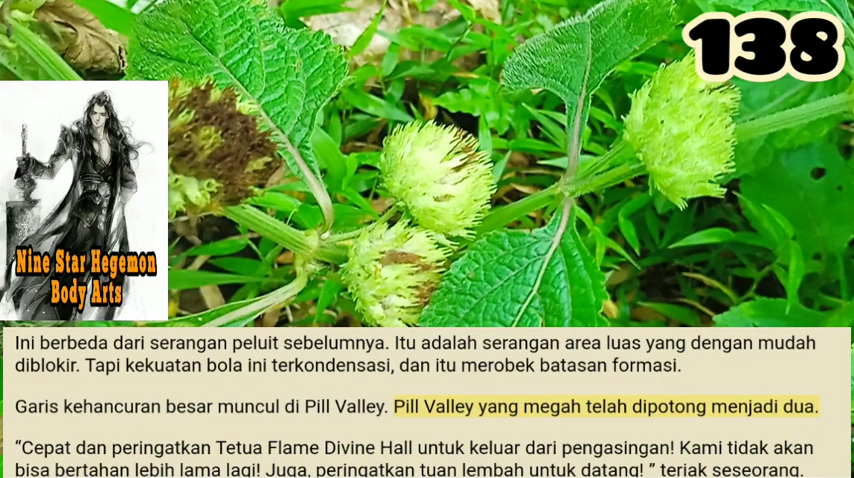 138
Nine Star Hegemon
Body Arts
Ini berbeda dari serangan peluit sebelumnya. Itu adalah serangan area luas yang dengan mudah
diblokir. Tapi kekuatan bola ini terkondensasi, dan itu merobek batasan formasi.
Garis kehancuran besar muncul di Pill Valley. Pill Valley yang megah telah dipotong menjadi dua.
“Cepat dan peringatkan Tetua Flame Divine Hall untuk keluar dari pengasingan! Kami tidak akan
bisa bertahan lebih lama lagi! Juga, peringatkan tuan lembah untuk datang! ” teriak seseorang.